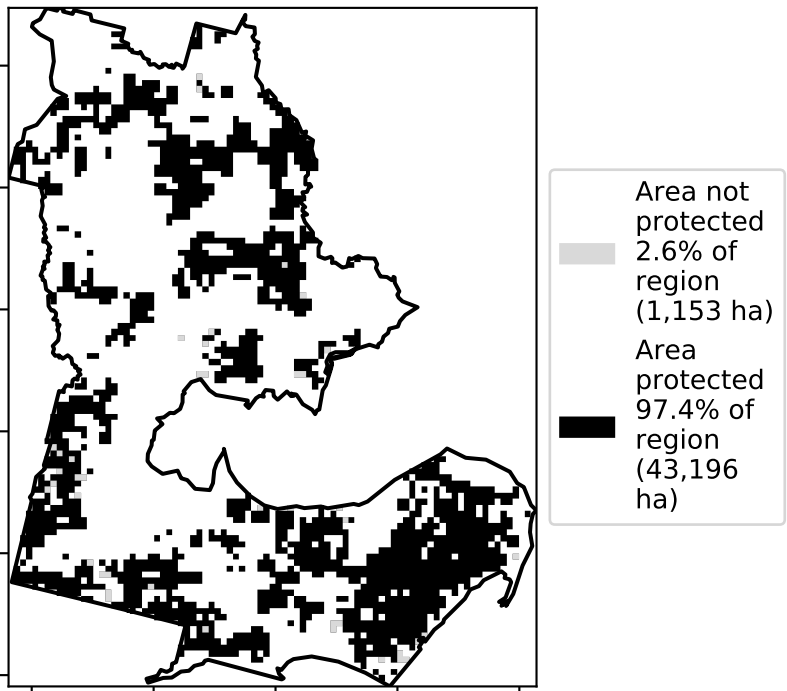 Area not
protected
2.6% of
region
(1,153 ha)
Area
protected
97.4% of
region
(43,196
ha)